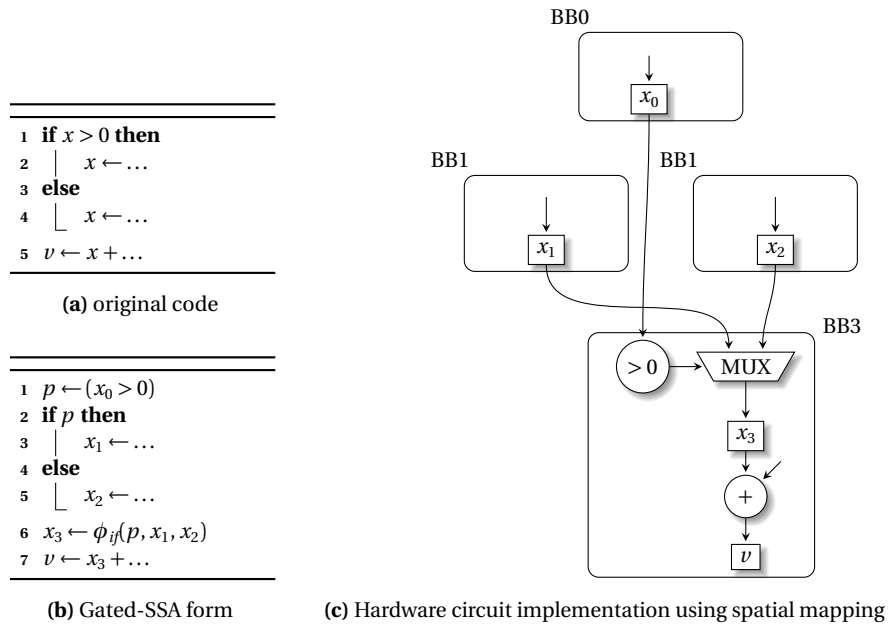 1 if x > 0 then
2 x ← …
3 else
4 x ← …
5 v ← x + …
(a) original code
1 p ← (x₀ > 0)
2 if p then
3 x₁ ← …
4 else
5 x₂ ← …
6 x₃ ← ϕif(p, x₁, x₂)
7 v ← x₃ + …
(b) Gated-SSA form
BB0
x₀
BB1
x₁
BB1
x₂
BB3
> 0
MUX
x₃
+
v
(c) Hardware circuit implementation using spatial mapping